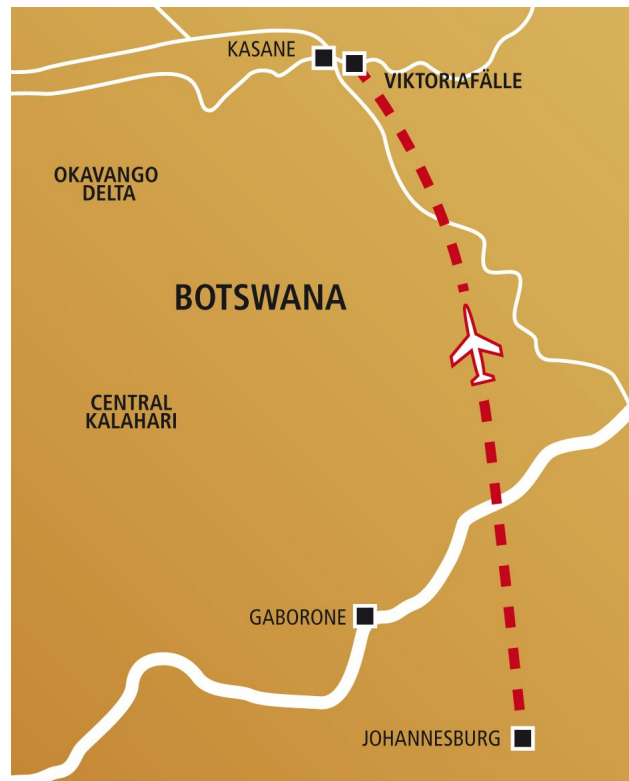 KASANE
VIKTORIAFÄLLE
OKAVANGO
DELTA
BOTSWANA
CENTRAL
KALAHARI
GABORONE
JOHANNESBURG